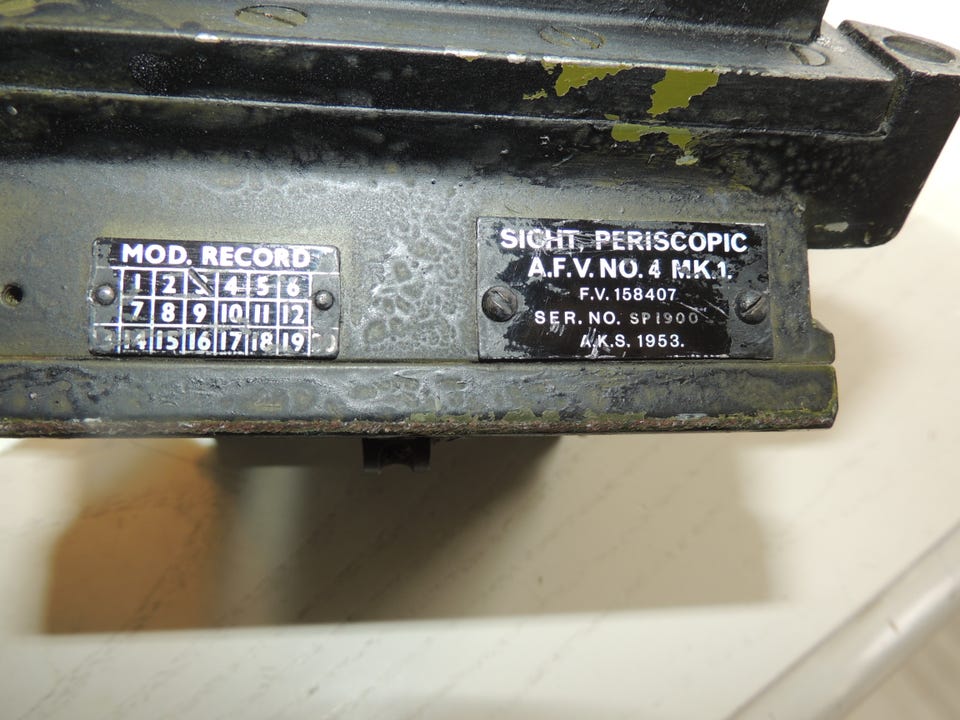 MOD. RECORD
1 2 4 5 6
7 8 9 10 11 12
14 15 16 17 18 19
SIGHT, PERISCOPIC
A.F.V. NO. 4 MK.1.
F.V. 158407
SER. NO. SP1900
A.K.S. 1953.